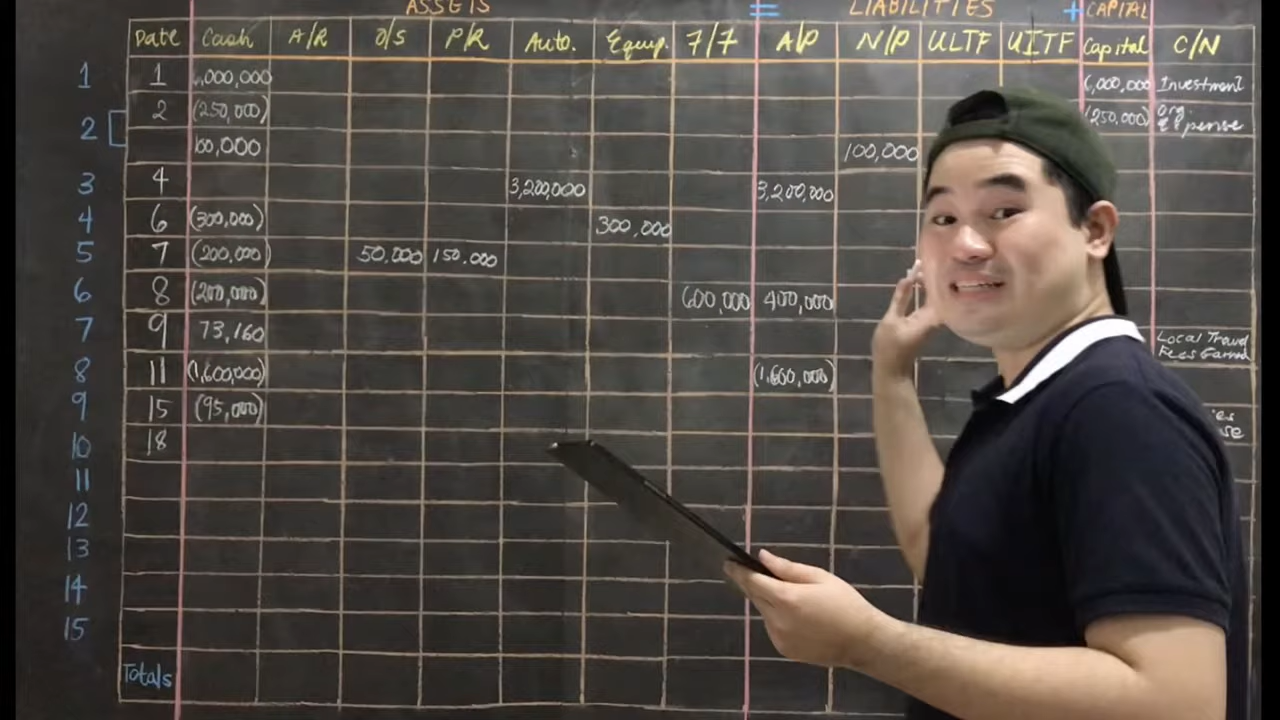 ASSETS = LIABILITIES + CAPITAL
Date Cash A/R O/S P/R Auto. Equip. 7/7 A/P N/P ULTF UITF Capital C/N
1 1 ,000,000 ,000,000 Investment
2 2 (250,000) (250,000) Org. Expense
100,000 100,000
3 4 3,200,000 3,200,000
4 6 (300,000) 300,000
5 7 (200,000) 50,000 150,000
6 8 (200,000) 600,000 400,000
7 9 73,160 Local Travel
Fees Earned
8 11 (1,600,000) (1,600,000)
9 15 (95,000)
10 18
11
12
13
14
15
Totals